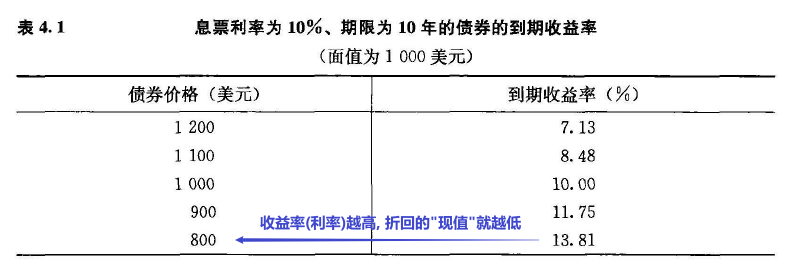 表 4.1 息票利率为 10%、期限为 10 年的债券的到期收益率
(面值为 1 000 美元)
债券价格(美元) 到期收益率(%)
1 200 7.13
1 100 8.48
1 000 10.00
900 11.75
收益率(利率)越高, 折回的"现值"就越低
800 13.81